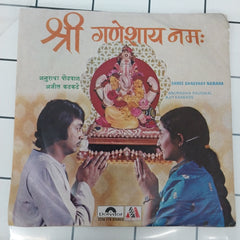 श्री गणेशाय नमः
अनुराधा पौडवाल
अजीत कडकडे
SHREE GANESHAY NAMAHA
ANURADHA PAUDWAL
AJIT KADKADE
Polydor